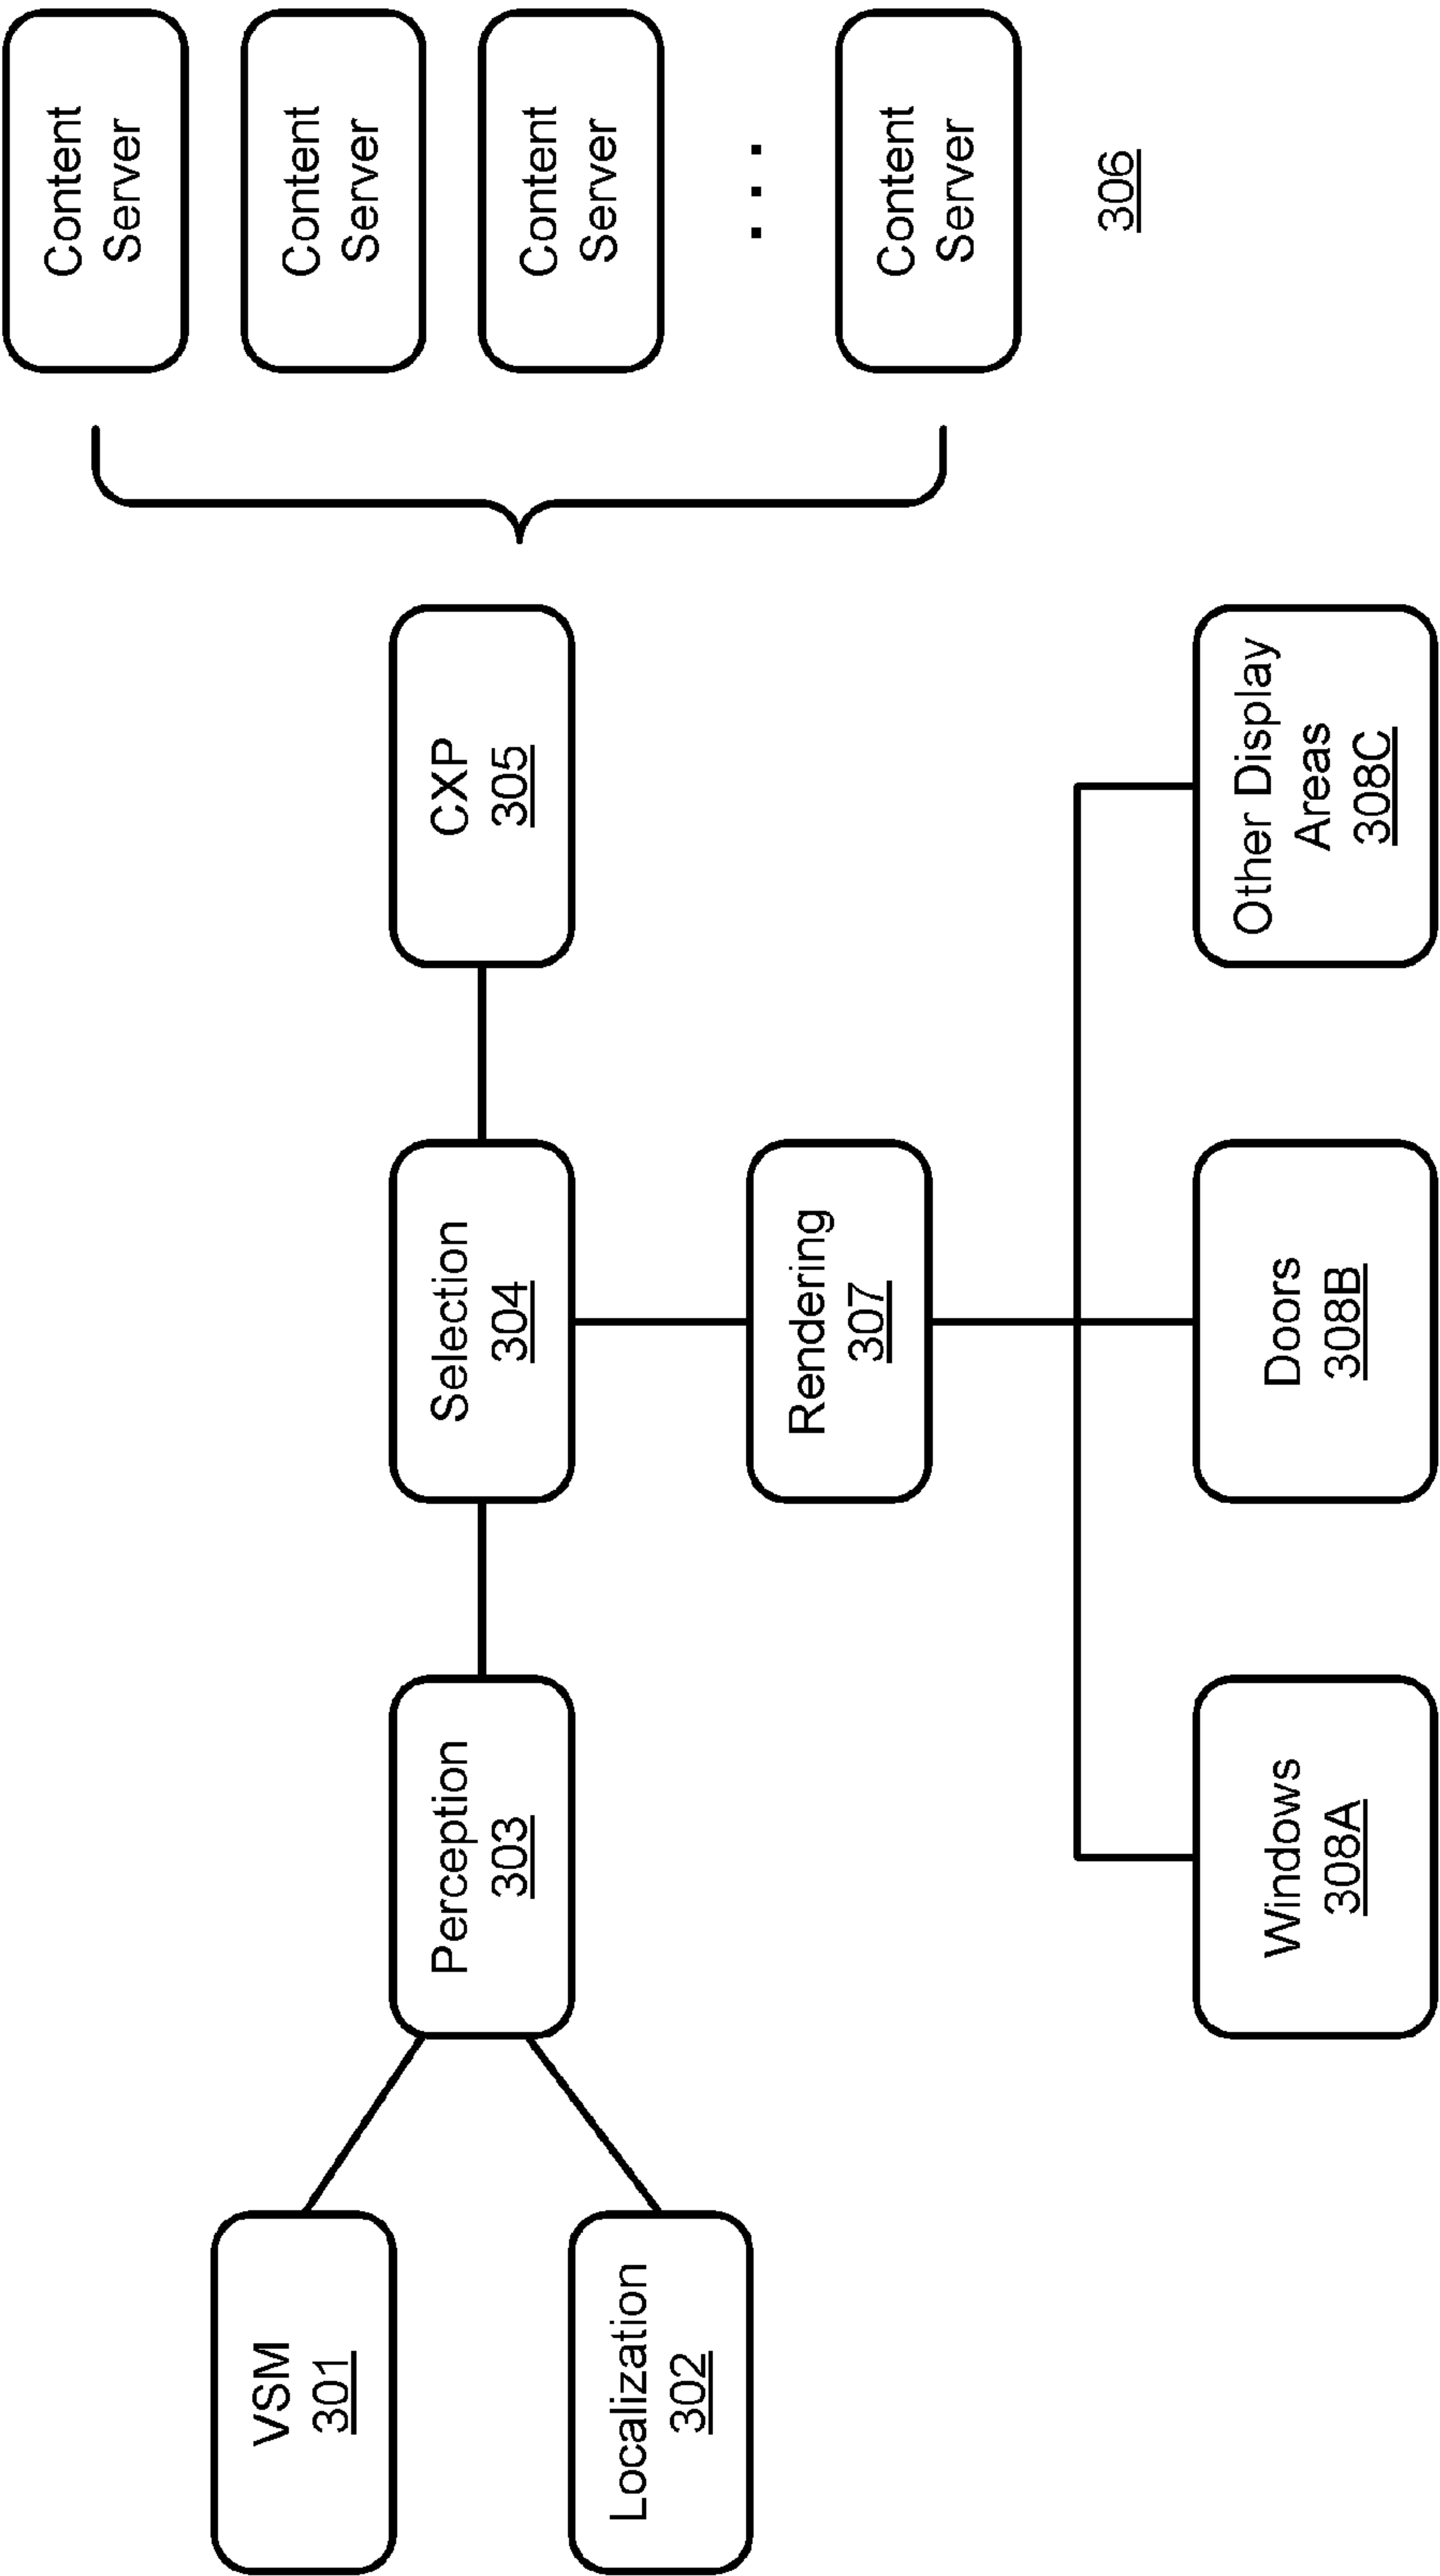 VSM
301
Localization
302
Perception
303
Selection
304
CXP
305
Content
Server
Content
Server
Content
Server
...
Content
Server
306
Rendering
307
Windows
308A
Doors
308B
Other Display
Areas
308C